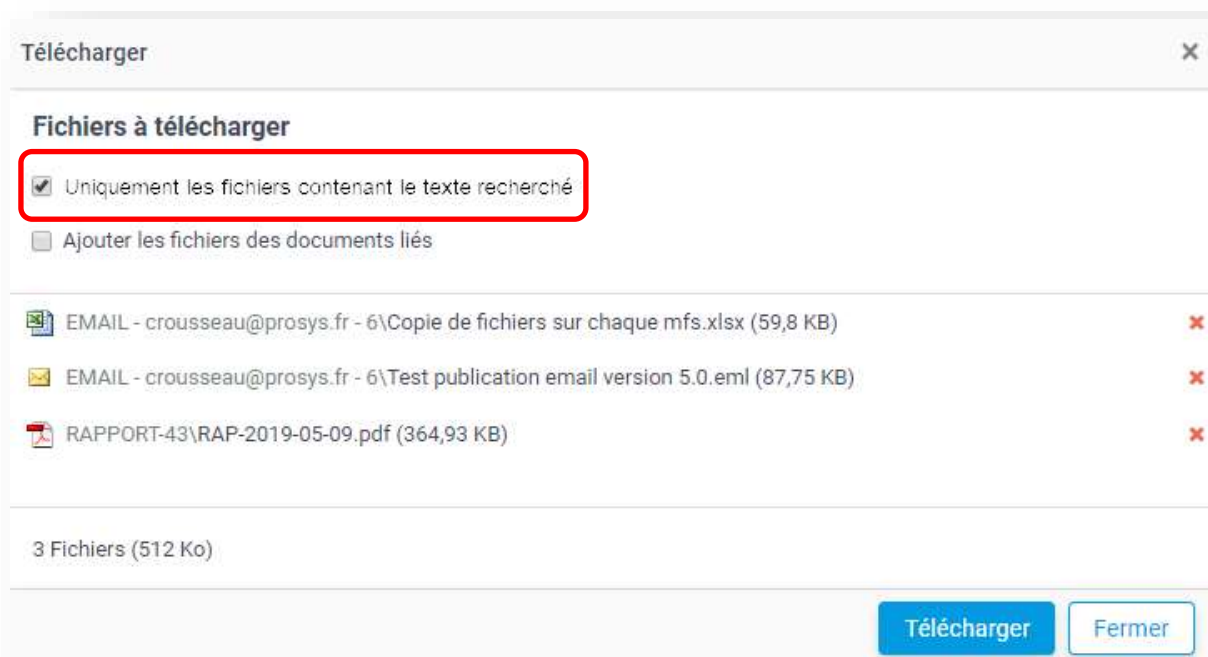 Télécharger
Fichiers à télécharger
Uniquement les fichiers contenant le texte recherché
Ajouter les fichiers des documents liés
EMAIL - crousseau@prosys.fr - 6\Copie de fichiers sur chaque mfs.xlsx (59,8 KB)
EMAIL - crousseau@prosys.fr - 6\Test publication email version 5.0.eml (87,75 KB)
RAPPORT-43\RAP-2019-05-09.pdf (364,93 KB)
3 Fichiers (512 Ko)
Télécharger Fermer